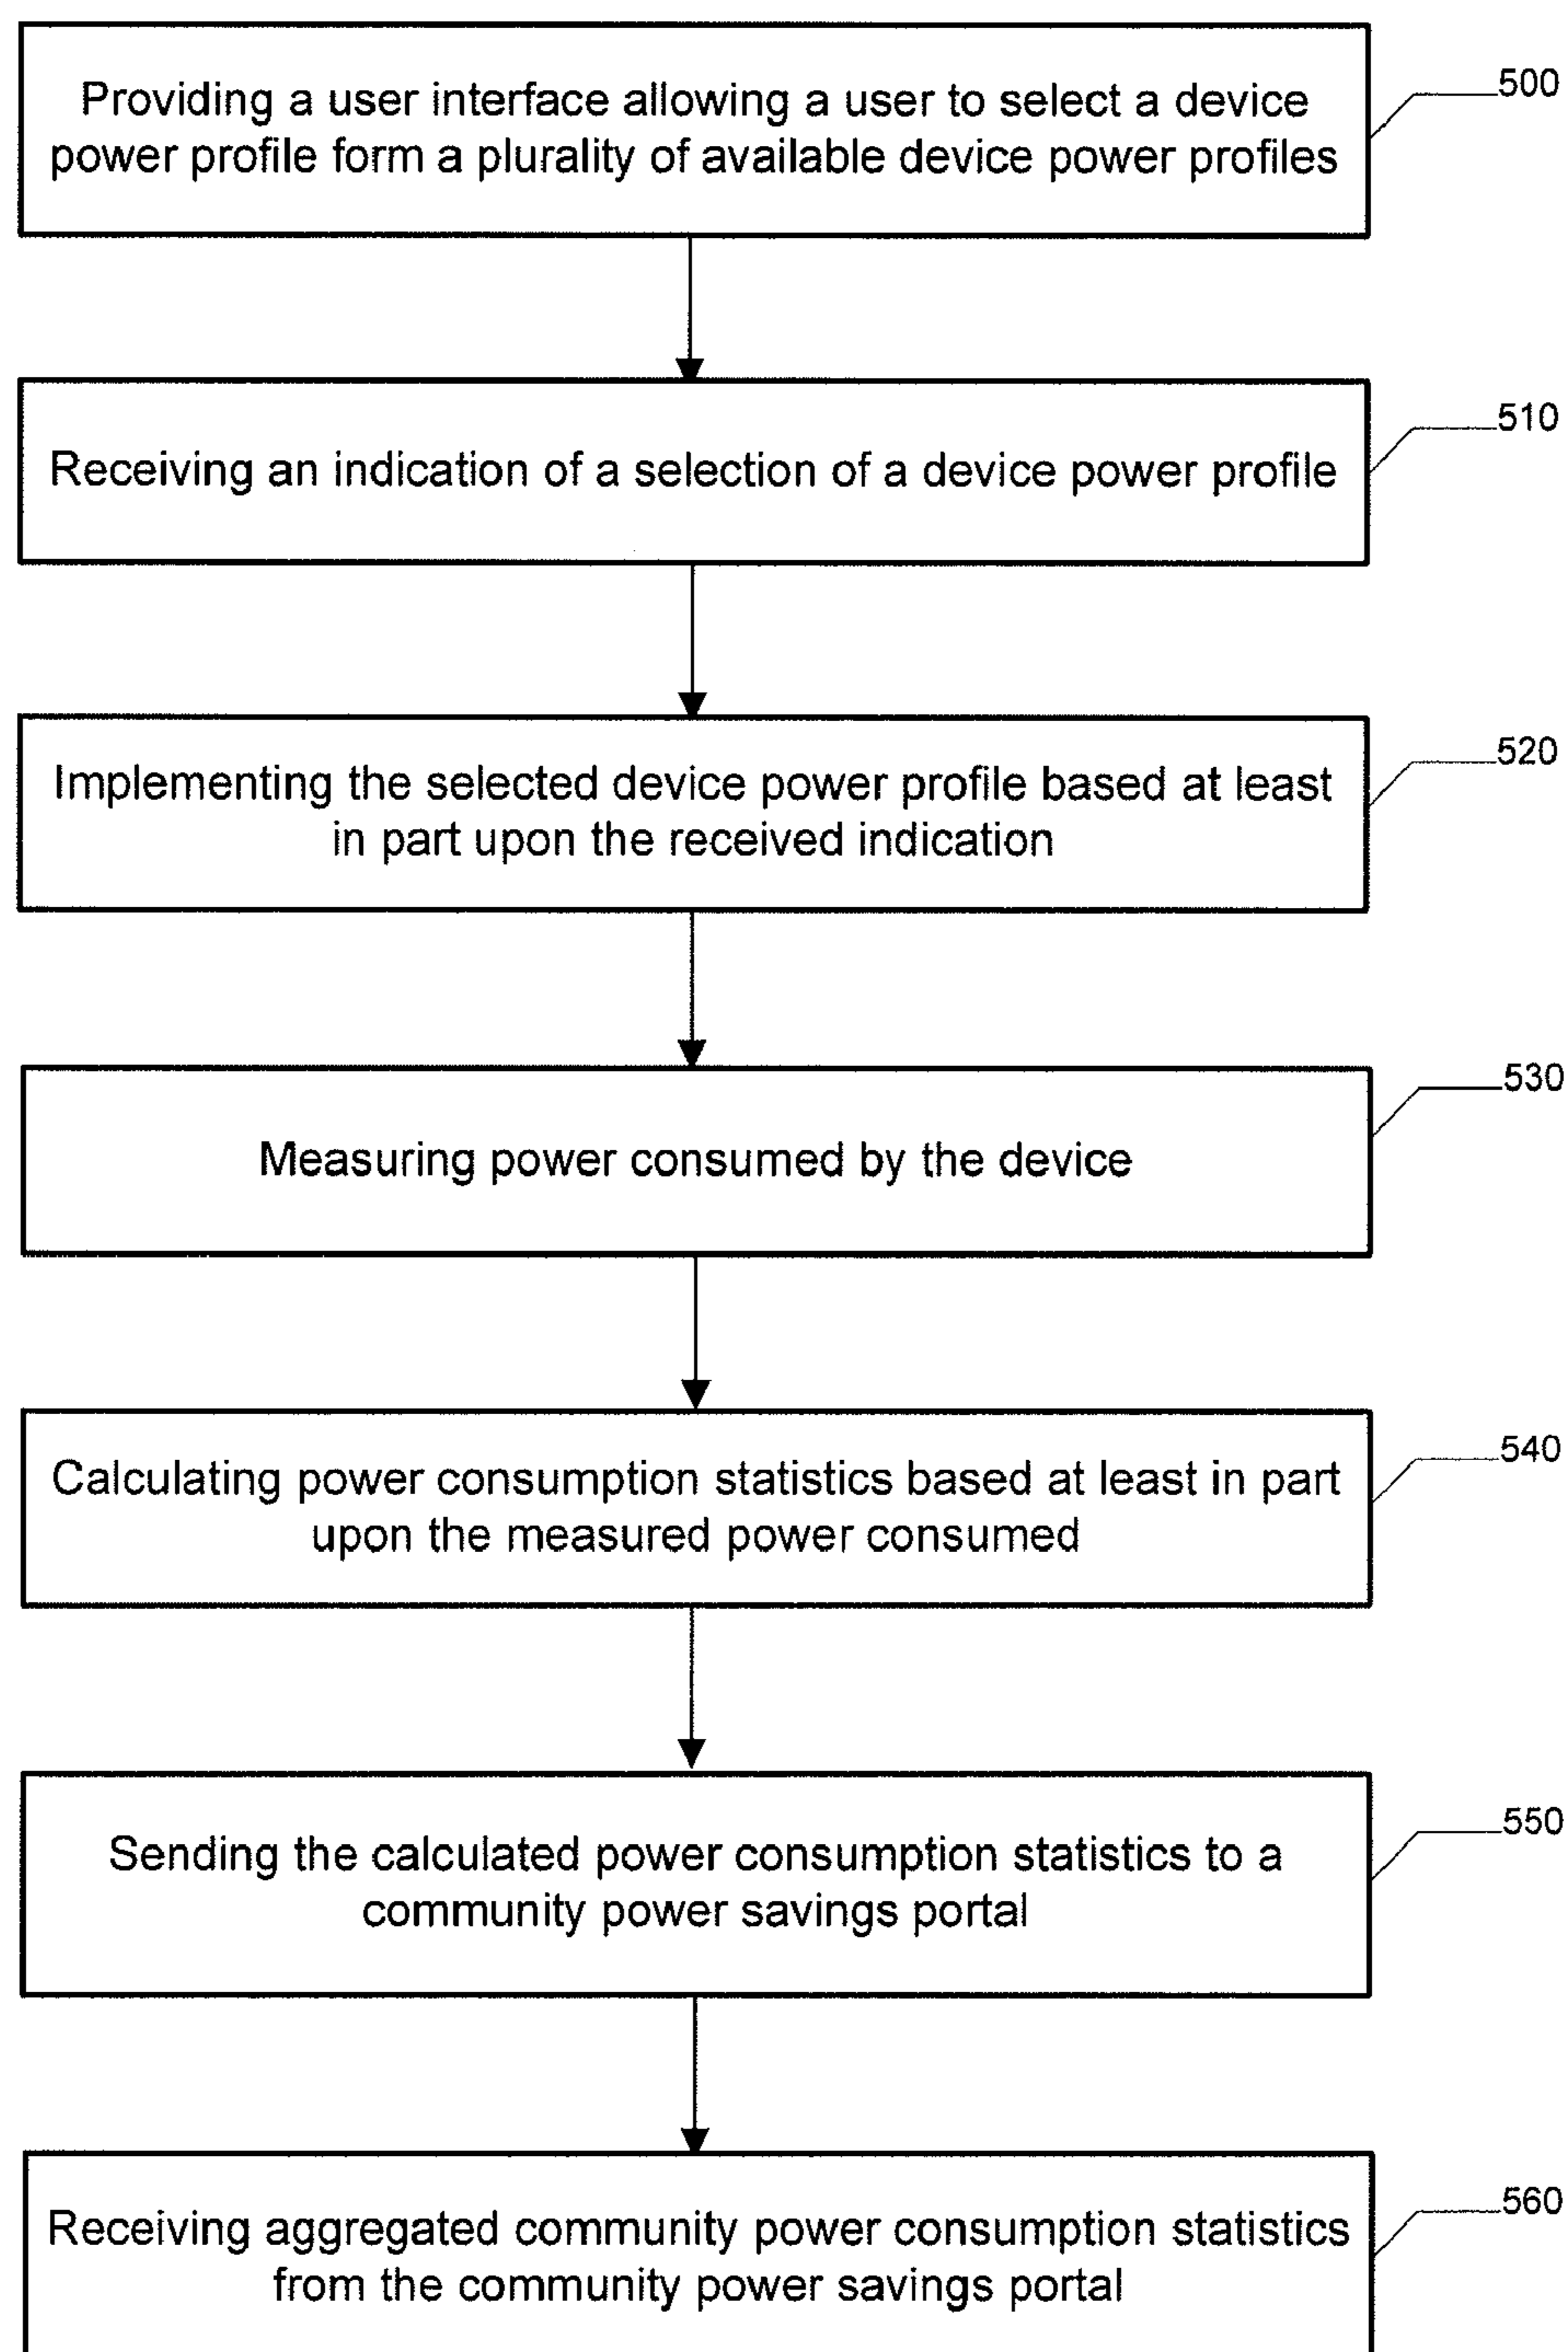 Providing a user interface allowing a user to select a device
power profile form a plurality of available device power profiles
500
Receiving an indication of a selection of a device power profile
510
Implementing the selected device power profile based at least
in part upon the received indication
520
Measuring power consumed by the device
530
Calculating power consumption statistics based at least in part
upon the measured power consumed
540
Sending the calculated power consumption statistics to a
community power savings portal
550
Receiving aggregated community power consumption statistics
from the community power savings portal
560